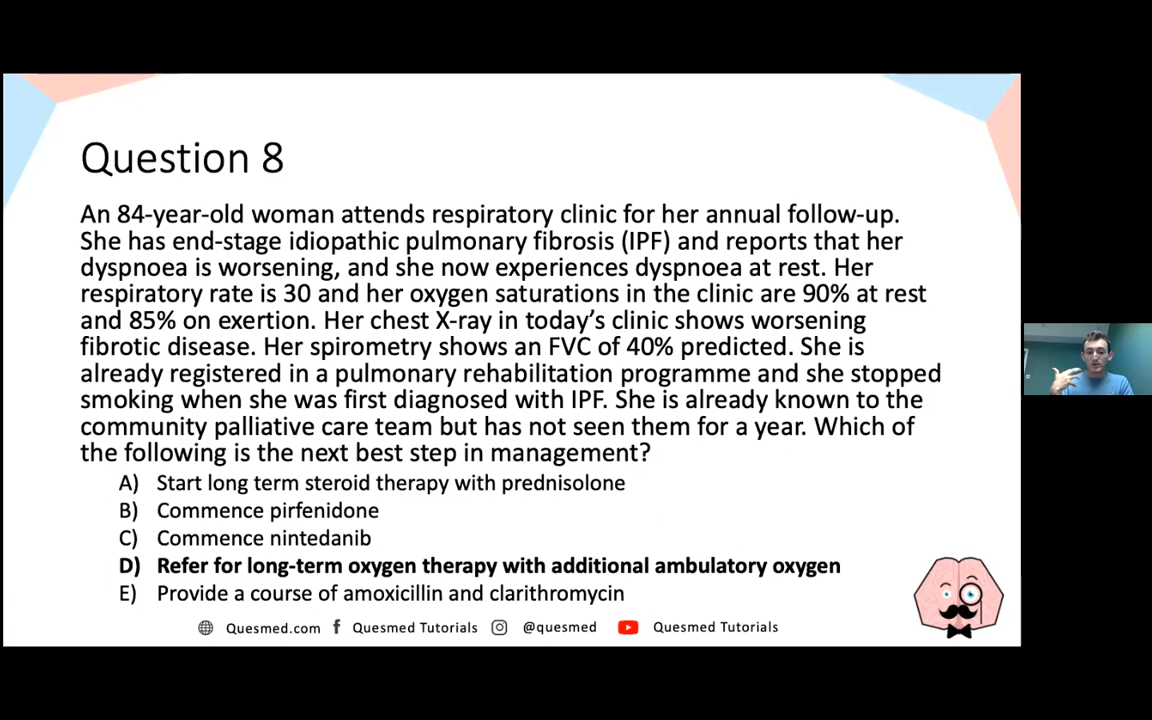 Question 8
An 84-year-old woman attends respiratory clinic for her annual follow-up.
She has end-stage idiopathic pulmonary fibrosis (IPF) and reports that her
dyspnoea is worsening, and she now experiences dyspnoea at rest. Her
respiratory rate is 30 and her oxygen saturations in the clinic are 90% at rest
and 85% on exertion. Her chest X-ray in today's clinic shows worsening
fibrotic disease. Her spirometry shows an FVC of 40% predicted. She is
already registered in a pulmonary rehabilitation programme and she stopped
smoking when she was first diagnosed with IPF. She is already known to the
community palliative care team but has not seen them for a year. Which of
the following is the next best step in management?
A) Start long term steroid therapy with prednisolone
B) Commence pirfenidone
C) Commence nintedanib
D) Refer for long-term oxygen therapy with additional ambulatory oxygen
E) Provide a course of amoxicillin and clarithromycin
Quesmed.com Quesmed Tutorials @quesmed Quesmed Tutorials